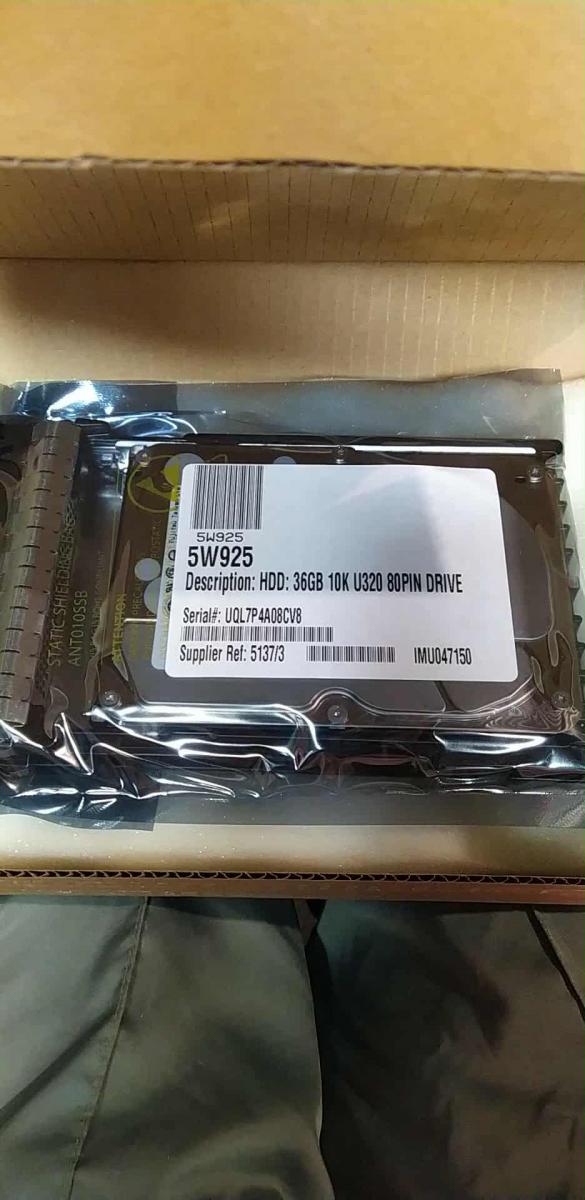 5W925
5W925
Description: HDD: 36GB 10K U320 80PIN DRIVE
Serial#: UQL7P4A08CV8
Supplier Ref: 5137/3
IMU047150
STATIC SHIELDING BAG
ANT010SSB
ATTENTION